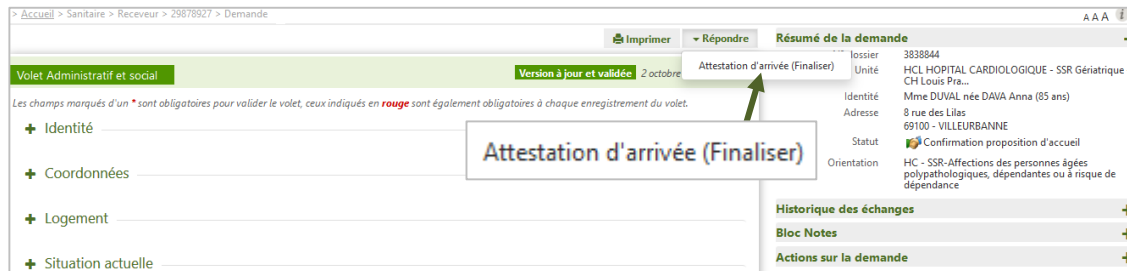 > Accueil > Sanitaire > Receveur > 29878927 > Demande
A A A i
Imprimer
Répondre
Attestation d'arrivée (Finaliser)
Volet Administratif et social
Version à jour et validée 2 octobre
Les champs marqués d'un * sont obligatoires pour valider le volet, ceux indiqués en rouge sont également obligatoires à chaque enregistrement du volet.
+ Identité
+ Coordonnées
+ Logement
+ Situation actuelle
Attestation d'arrivée (Finaliser)
Résumé de la demande
dossier 3838844
Unité HCL HOPITAL CARDIOLOGIQUE - SSR Gériatrique
CH Louis Pra...
Identité Mme DUVAL née DAVA Anna (85 ans)
Adresse 8 rue des Lilas
69100 - VILLEURBANNE
Statut Confirmation proposition d'accueil
Orientation HC - SSR-Affections des personnes âgées
polypathologiques, dépendantes ou à risque de
dépendance
Historique des échanges +
Bloc Notes +
Actions sur la demande +